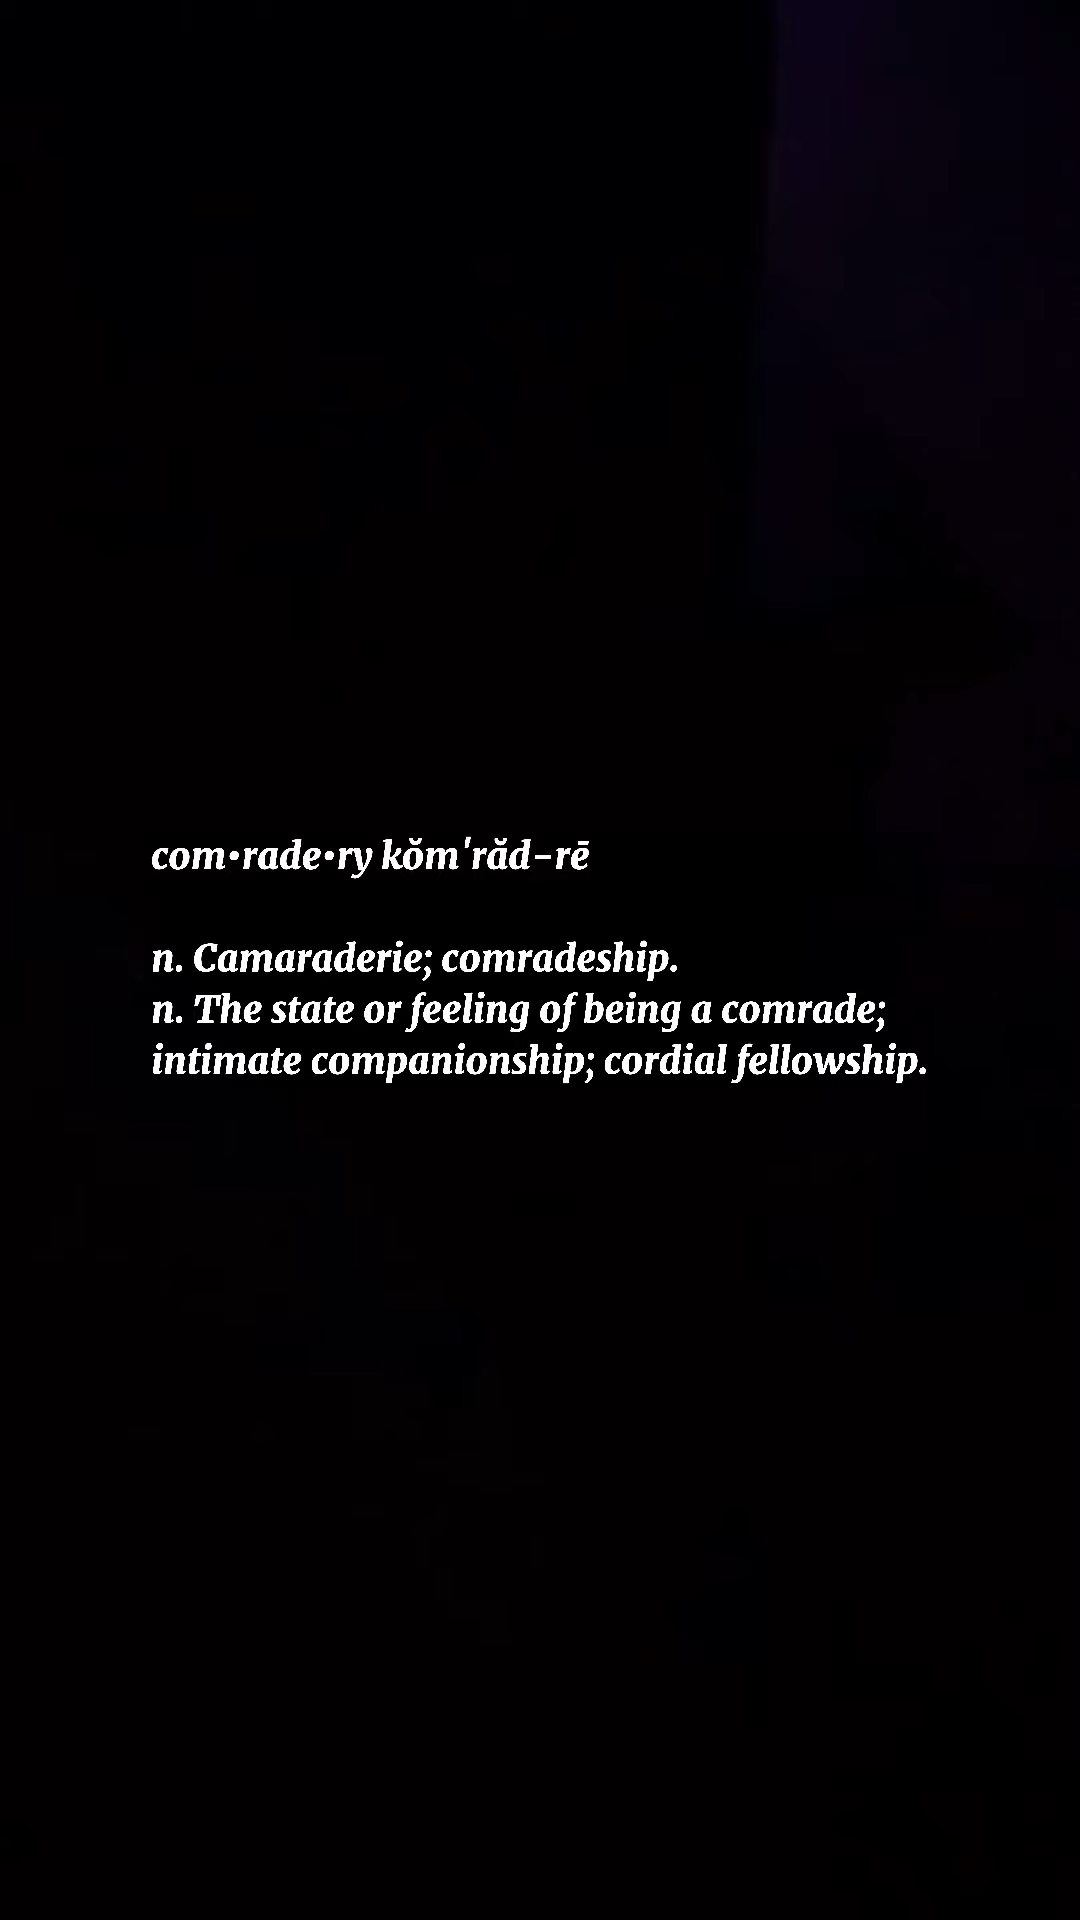 com•rade•ry kŏm'răd-rē
n. Camaraderie; comradeship.
n. The state or feeling of being a comrade;
intimate companionship; cordial fellowship.